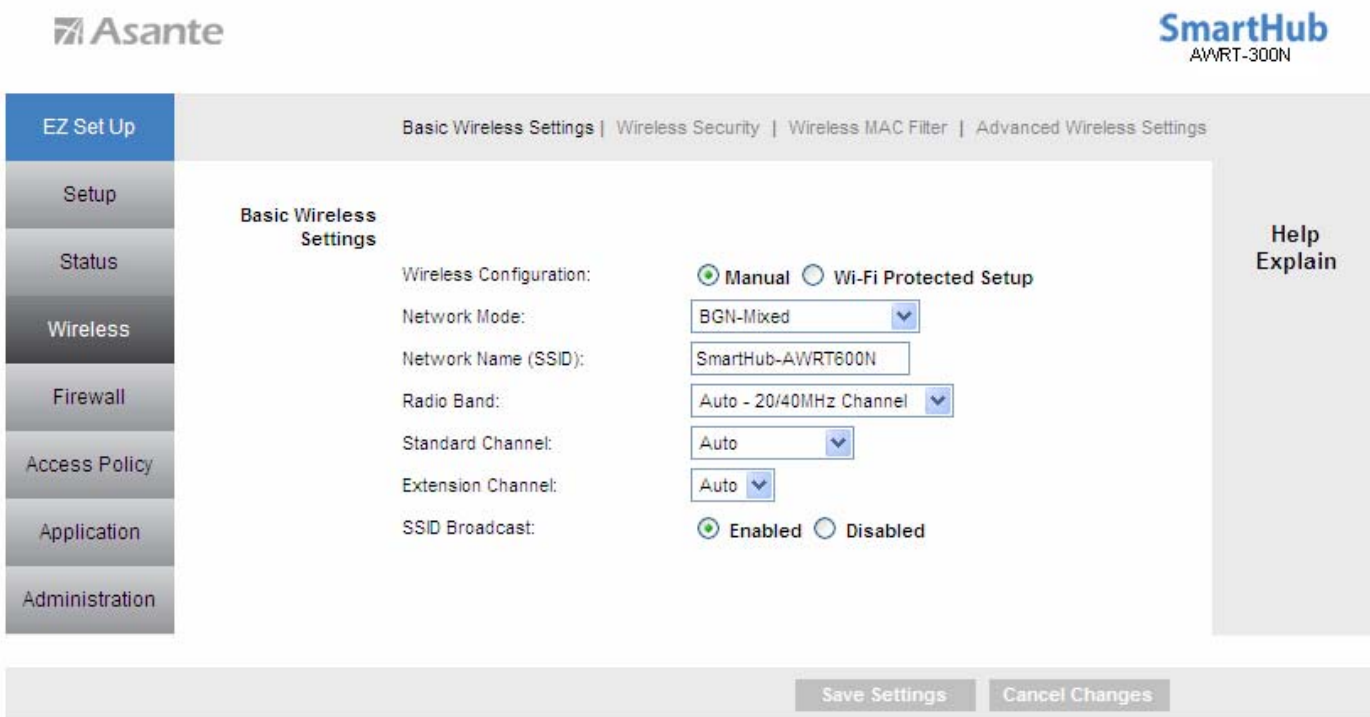 Asante
SmartHub
AWRT-300N
EZ Set Up
Basic Wireless Settings | Wireless Security | Wireless MAC Filter | Advanced Wireless Settings
Setup
Status
Wireless
Firewall
Access Policy
Application
Administration
Basic Wireless
Settings
Wireless Configuration: Manual Wi-Fi Protected Setup
Network Mode: BGN-Mixed
Network Name (SSID): SmartHub-AWRT600N
Radio Band: Auto - 20/40MHz Channel
Standard Channel: Auto
Extension Channel: Auto
SSID Broadcast: Enabled Disabled
Help
Explain
Save Settings Cancel Changes